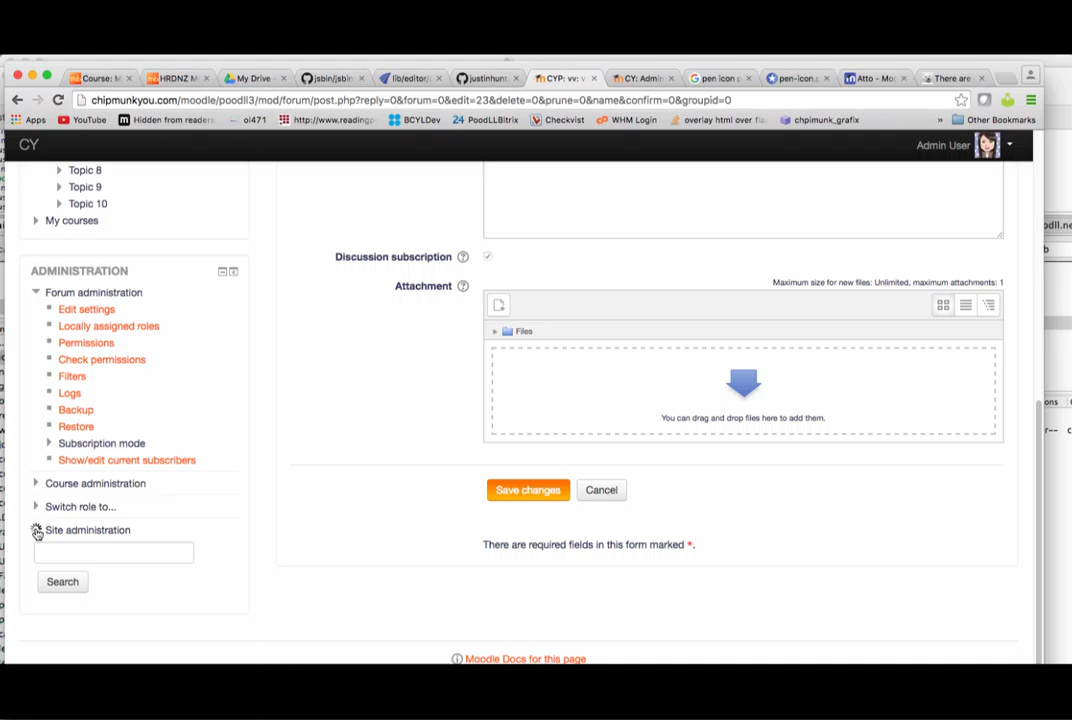 Course: M
HRDNZ M
My Drive -
jsbin/jsbin
lib/editor/
justinhunt
CYP: vv: v
CY: Admin
pen icon p
pen-icon.
Atto - Moo
There are
chipmunkyou.com/moodle/poodll3/mod/forum/post.php?reply=0&forum=0&edit=23&delete=0&prune=0&name&confirm=0&groupid=0
Apps
YouTube
Hidden from readers
ol471
http://www.readingp
BCYLDev
24 PoodLLBitrix
Checkvist
WHM Login
overlay html over fla
chpimunk_grafix
»
Other Bookmarks
CY
Admin User
Topic 8
Topic 9
Topic 10
My courses
Discussion subscription
Attachment
Maximum size for new files: Unlimited, maximum attachments: 1
Files
You can drag and drop files here to add them.
ADMINISTRATION
Forum administration
Edit settings
Locally assigned roles
Permissions
Check permissions
Filters
Logs
Backup
Restore
Subscription mode
Show/edit current subscribers
Course administration
Switch role to...
Site administration
Search
Save changes
Cancel
There are required fields in this form marked *.
Moodle Docs for this page